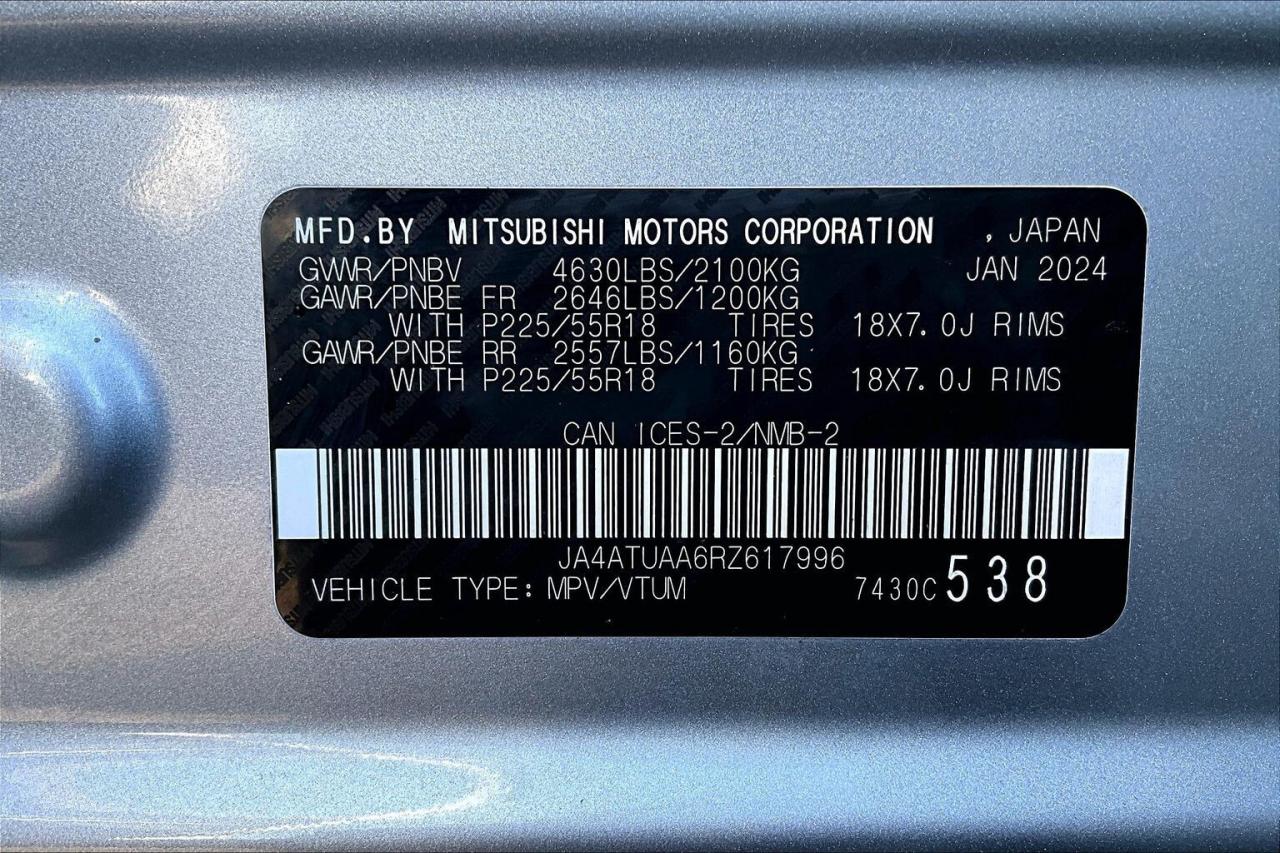 MFD.BY MITSUBISHI MOTORS CORPORATION , JAPAN
GVWR/PNBV 4630LBS/2100KG JAN 2024
GAWR/PNBE FR 2646LBS/1200KG
WITH P225/55R18 TIRES 18X7.0J RIMS
GAWR/PNBE RR 2557LBS/1160KG
WITH P225/55R18 TIRES 18X7.0J RIMS
CAN ICES-2/NMB-2
JA4ATUAA6RZ617996
VEHICLE TYPE: MPV/VTUM 7430C 538